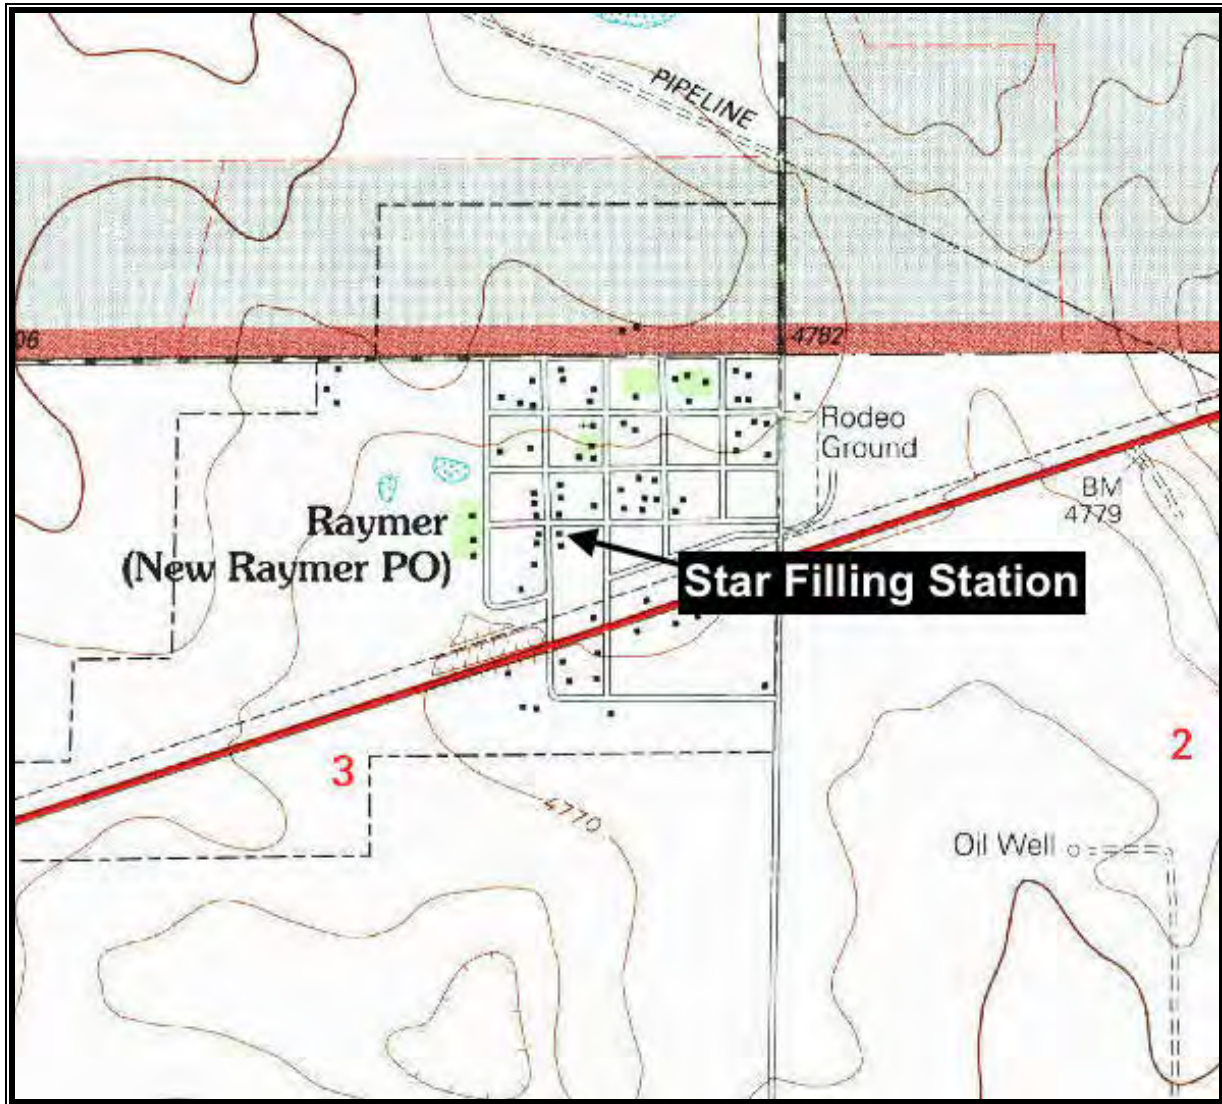 PIPELINE
06
4782
Rodeo
Ground
BM
4779
Raymer
(New Raymer PO)
Star Filling Station
3
2
4770
Oil Well